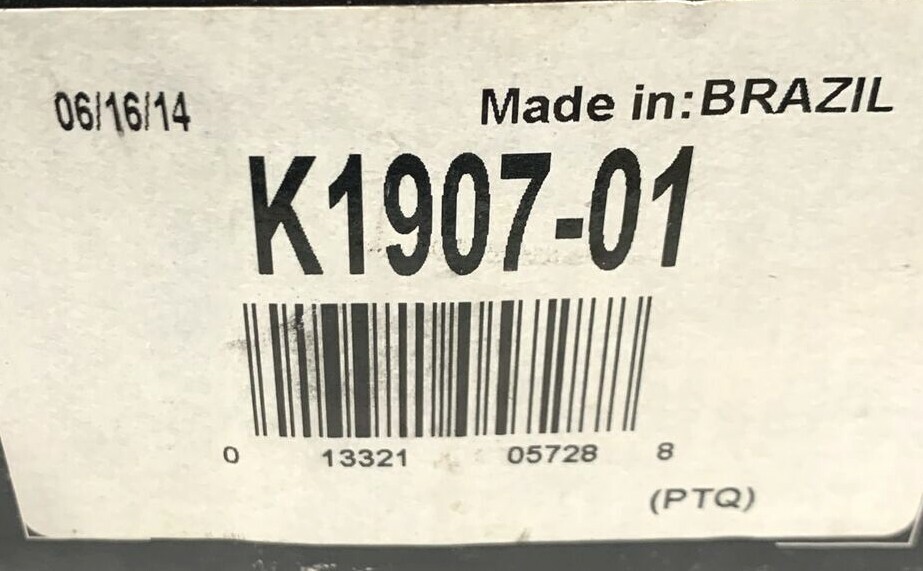 06/16/14 Made in: BRAZIL
K1907-01
0 13321 05728 8
(PTQ)